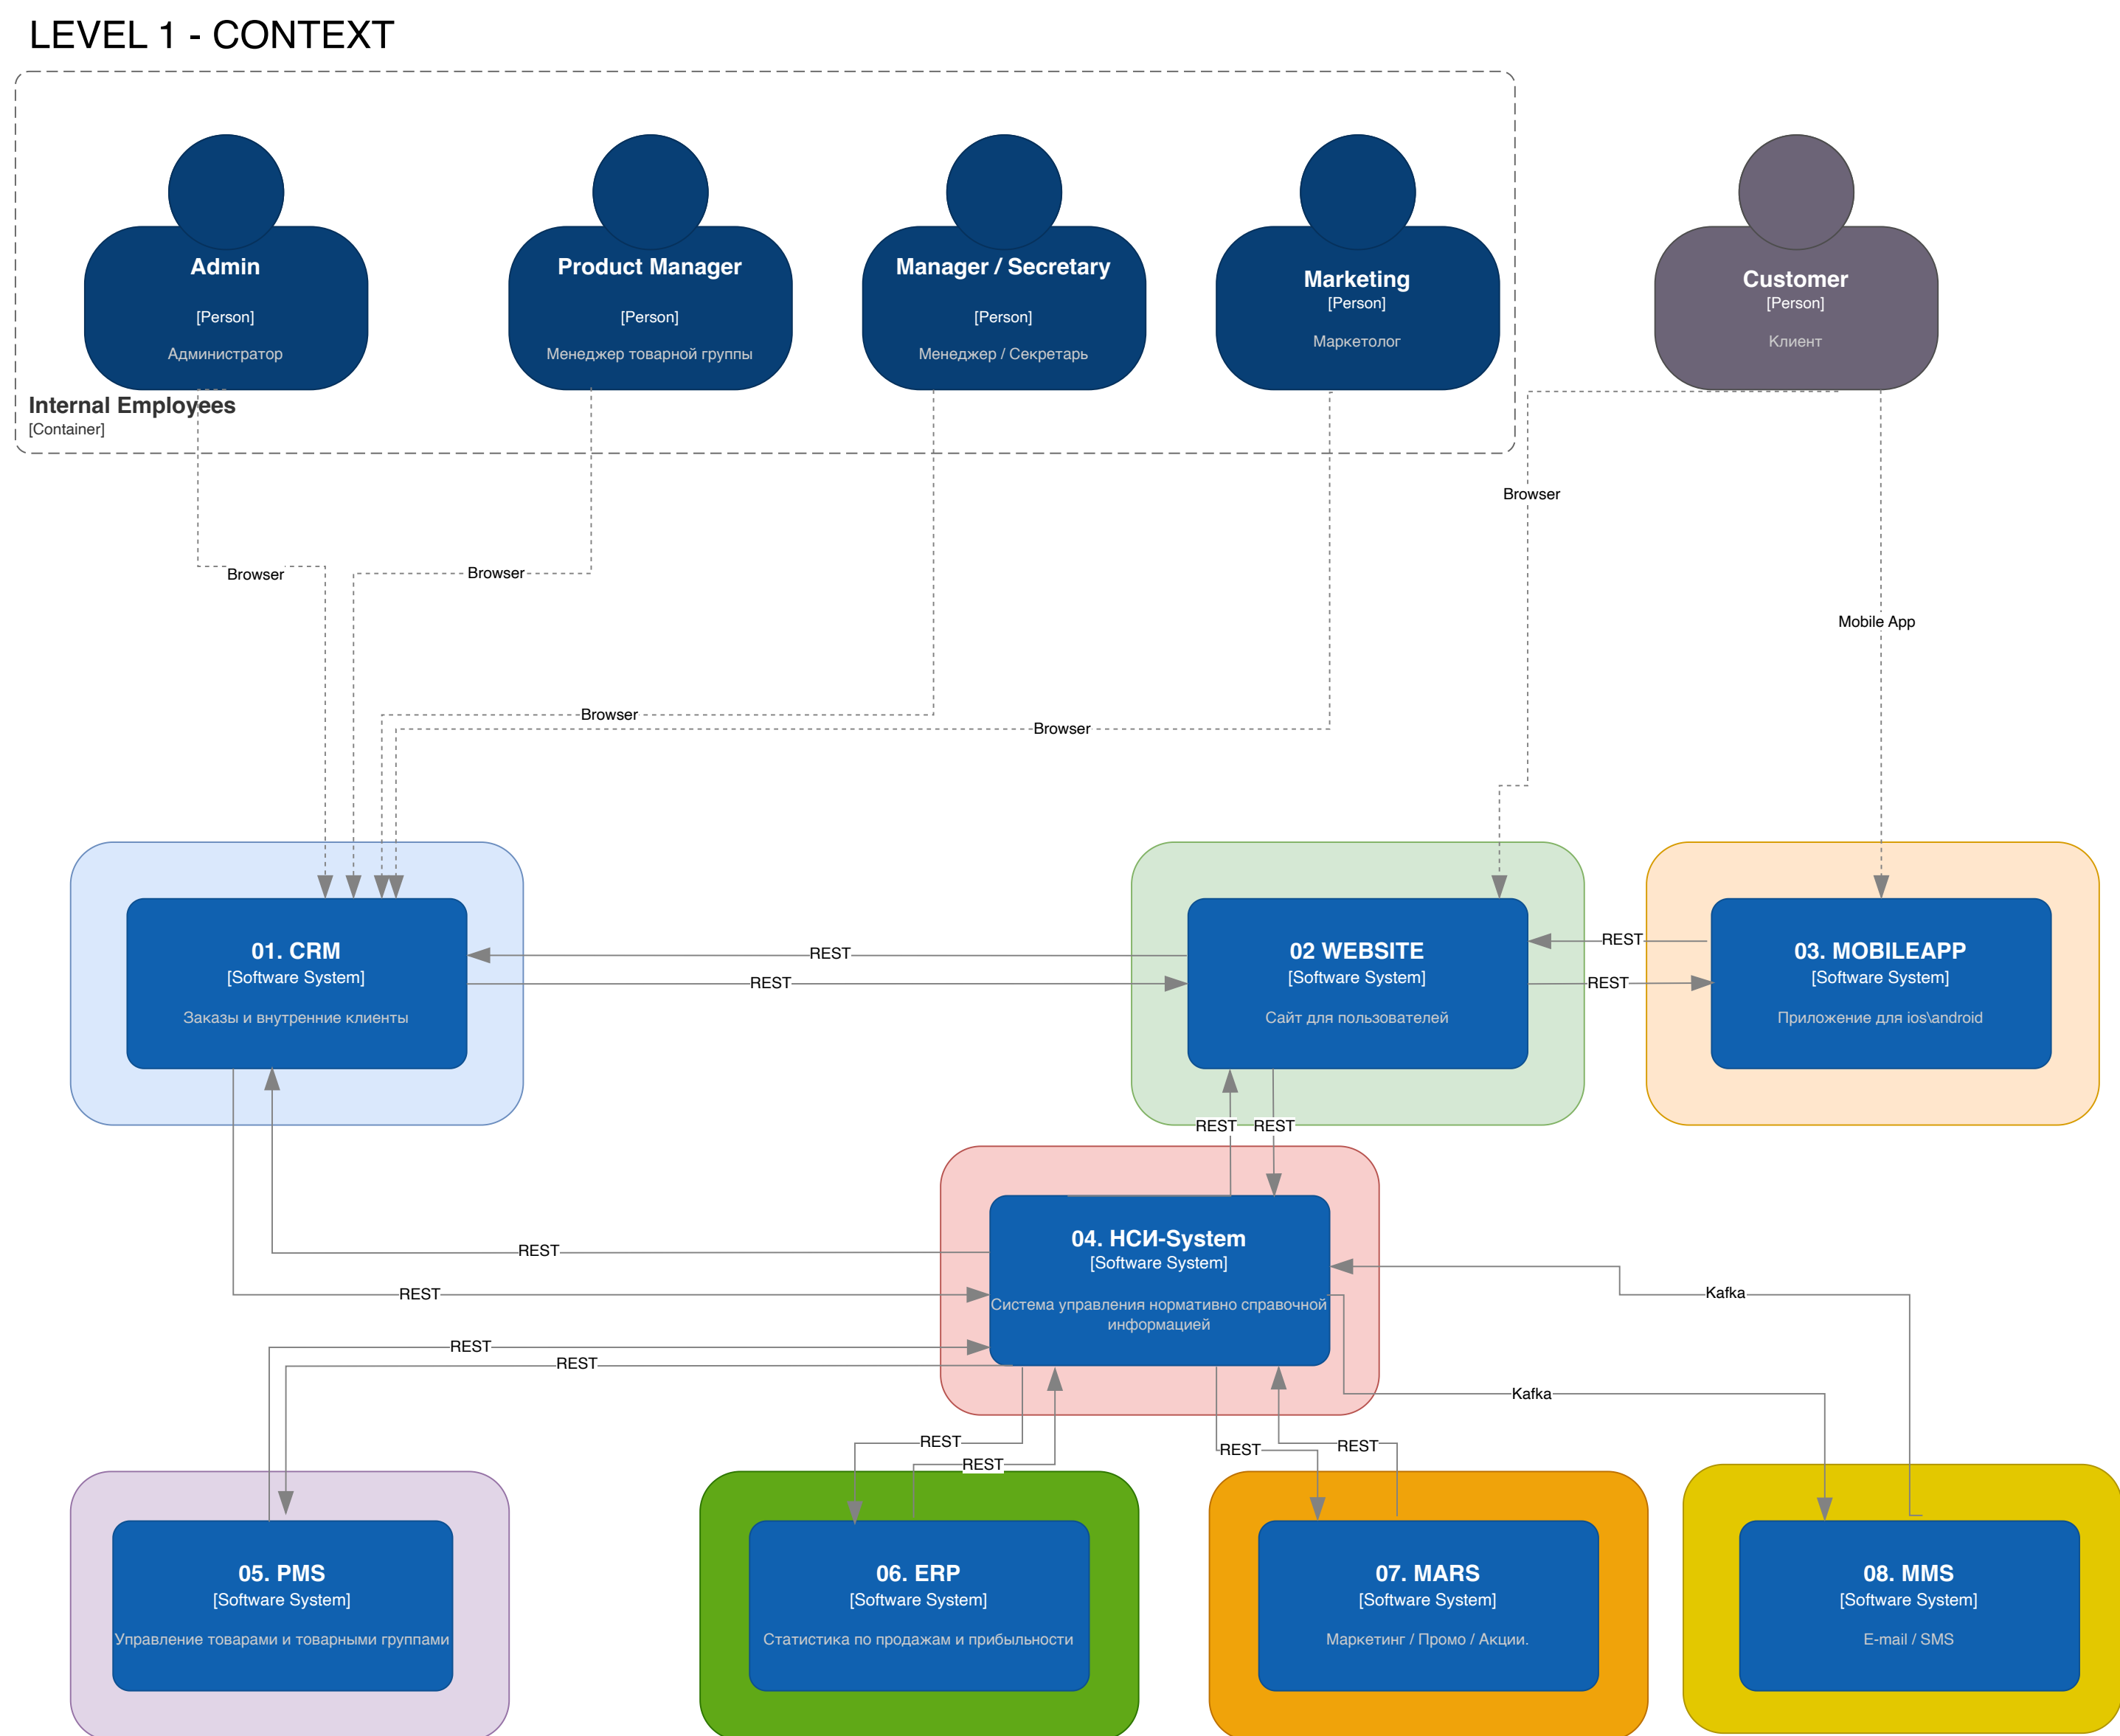 LEVEL 1 - CONTEXT
Admin
[Person]
Администратор
Product Manager
[Person]
Менеджер товарной группы
Manager / Secretary
[Person]
Менеджер / Секретарь
Marketing
[Person]
Маркетолог
Customer
[Person]
Клиент
Internal Employees
[Container]
Browser
Mobile App
Browser
Browser
Browser
Browser
01. CRM
[Software System]
Заказы и внутренние клиенты
REST
REST
02 WEBSITE
[Software System]
Сайт для пользователей
REST
REST
03. MOBILEAPP
[Software System]
Приложение для ios\android
REST
REST
04. НСИ-System
[Software System]
Система управления нормативно справочной
информацией
REST
REST
Kafka
REST
REST
Kafka
REST
REST
REST
REST
05. PMS
[Software System]
Управление товарами и товарными группами
06. ERP
[Software System]
Статистика по продажам и прибыльности
07. MARS
[Software System]
Маркетинг / Промо / Акции.
08. MMS
[Software System]
E-mail / SMS